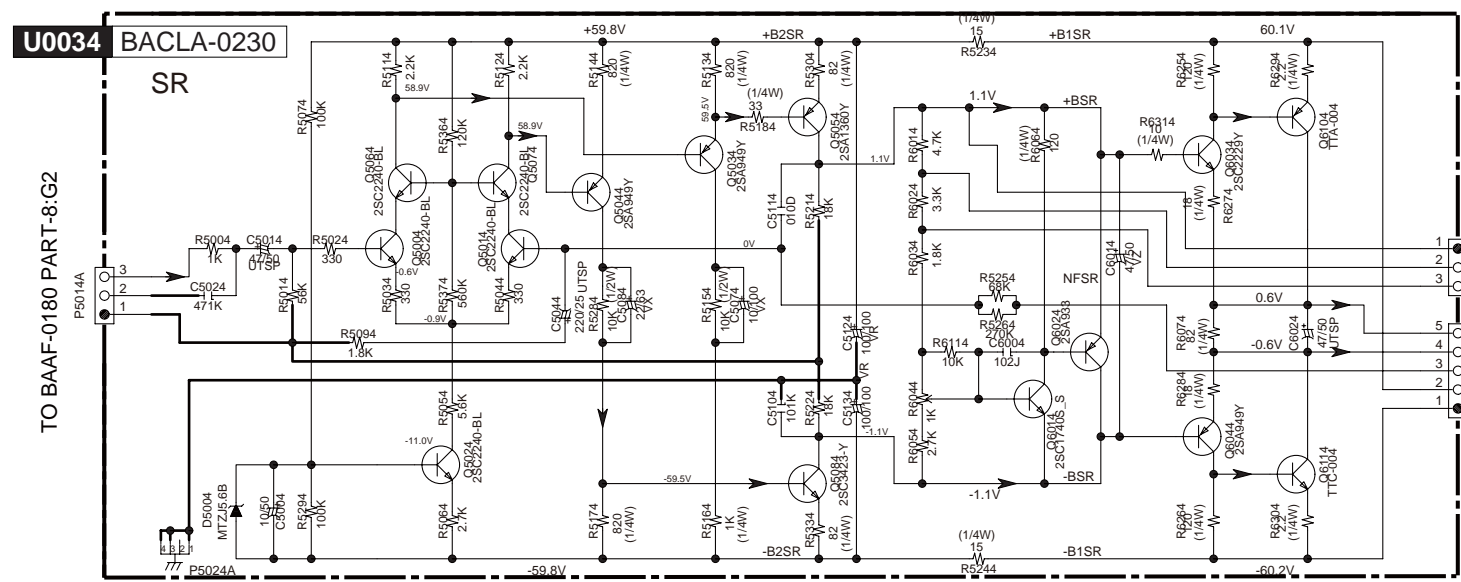 U0034 BACLA-0230
SR
TO BAAF-0180 PART-8:G2
P5014A
3
2
1
R5004
1K
C5024
471K
C5014
47/50
UTSP
R5014
56K
R5024
330
R5074
100K
R5094
1.8K
R5114
2.2K
58.9V
Q5064
2SC2240-BL
Q5004
2SC2240-BL
-0.6V
R5034
330
-0.9V
R5364
120K
R5374
560K
R5124
2.2K
58.9V
2SC2240-BL
Q5074
Q5014
2SC2240-BL
R5044
330
R5054
5.6K
-11.0V
Q5024
2SC2240-BL
R5064
2.7K
D5004
MTZJ5.6B
10/50
C5004
R5294
100K
4 3 2 1
P5024A
+59.8V
R5144
820
(1/4W)
Q5044
2SA949Y
C5044
220/25 UTSP
R5284
10K (1/2W)
C5084
VX
R5174
820
(1/4W)
-59.8V
R5134
820
(1/4W)
59.5V
Q5034
2SA949Y
R5154
10K (1/2W)
C5074
10/100
VX
-59.5V
R5164
1K
(1/4W)
+B2SR
(1/4W)
33
R5184
R5304
82
(1/4W)
Q5054
2SA1360Y
1.1V
C5114
010D
R5214
18K
0V
C5124
100/100
VR
VR
C5104
101K
R5224
18K
C5134
100/100
-1.1V
Q5084
2SC3423-Y
R5334
82
(1/4W)
-B2SR
(1/4W)
15
R5234
+B1SR
1.1V
+BSR
R6014
4.7K
R6024
3.3K
R6034
1.8K
(1/4W)
R6064
120
R5254
68K
R5264
270K
R6114
10K
C6004
102J
Q8024
2SA933
NFSR
R6044
1K
R6054
2.7K
Q6014
2SC1740S_S
-1.1V
-BSR
(1/4W)
15
R5244
-B1SR
C6014
47/50
VZ
R6314
10
(1/4W)
60.1V
R6254
120
(1/4W)
R6294
2.2
(1/4W)
Q6034
2SC2229Y
Q6104
TTA-004
18
(1/4W)
R6274
0.6V
R6074
82
(1/4W)
-0.6V
C6024
47/50
UTSP
R6284
18
(1/4W)
Q6044
2SA949Y
Q6114
TTC-004
R6264
120
(1/4W)
R6304
2.2
(1/4W)
-60.2V
1
2
3
5
4
3
2
1